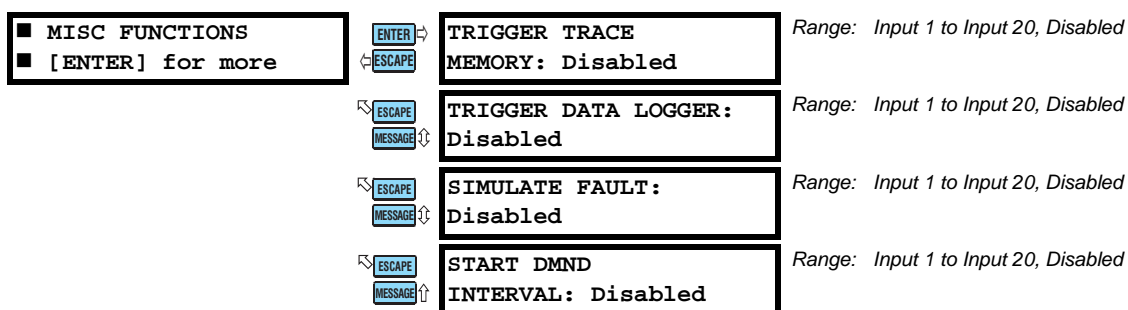 ■ MISC FUNCTIONS
■ [ENTER] for more
ENTER
ESCAPE
TRIGGER TRACE
MEMORY: Disabled
Range: Input 1 to Input 20, Disabled
ESCAPE
MESSAGE
TRIGGER DATA LOGGER:
Disabled
Range: Input 1 to Input 20, Disabled
ESCAPE
MESSAGE
SIMULATE FAULT:
Disabled
Range: Input 1 to Input 20, Disabled
ESCAPE
MESSAGE
START DMND
INTERVAL: Disabled
Range: Input 1 to Input 20, Disabled